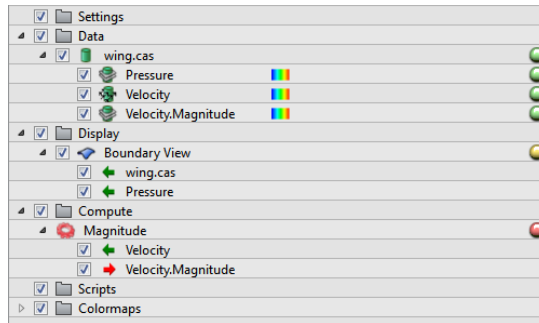 Settings
Data
wing.cas
Pressure
Velocity
Velocity.Magnitude
Display
Boundary View
wing.cas
Pressure
Compute
Magnitude
Velocity
Velocity.Magnitude
Scripts
Colormaps